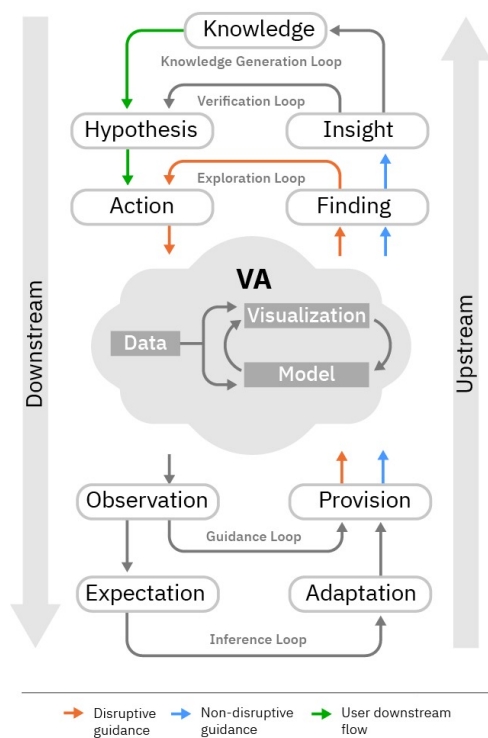 Knowledge
Knowledge Generation Loop
Verification Loop
Hypothesis
Insight
Exploration Loop
Action
Finding
VA
Visualization
Data
Model
Downstream
Upstream
Observation
Provision
Guidance Loop
Expectation
Adaptation
Inference Loop
Disruptive
guidance
Non-disruptive
guidance
User downstream
flow